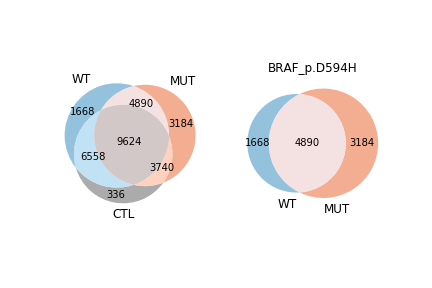 WT
MUT
1668
4890
3184
9624
6558
3740
336
CTL
BRAF_p.D594H
1668
4890
3184
WT
MUT